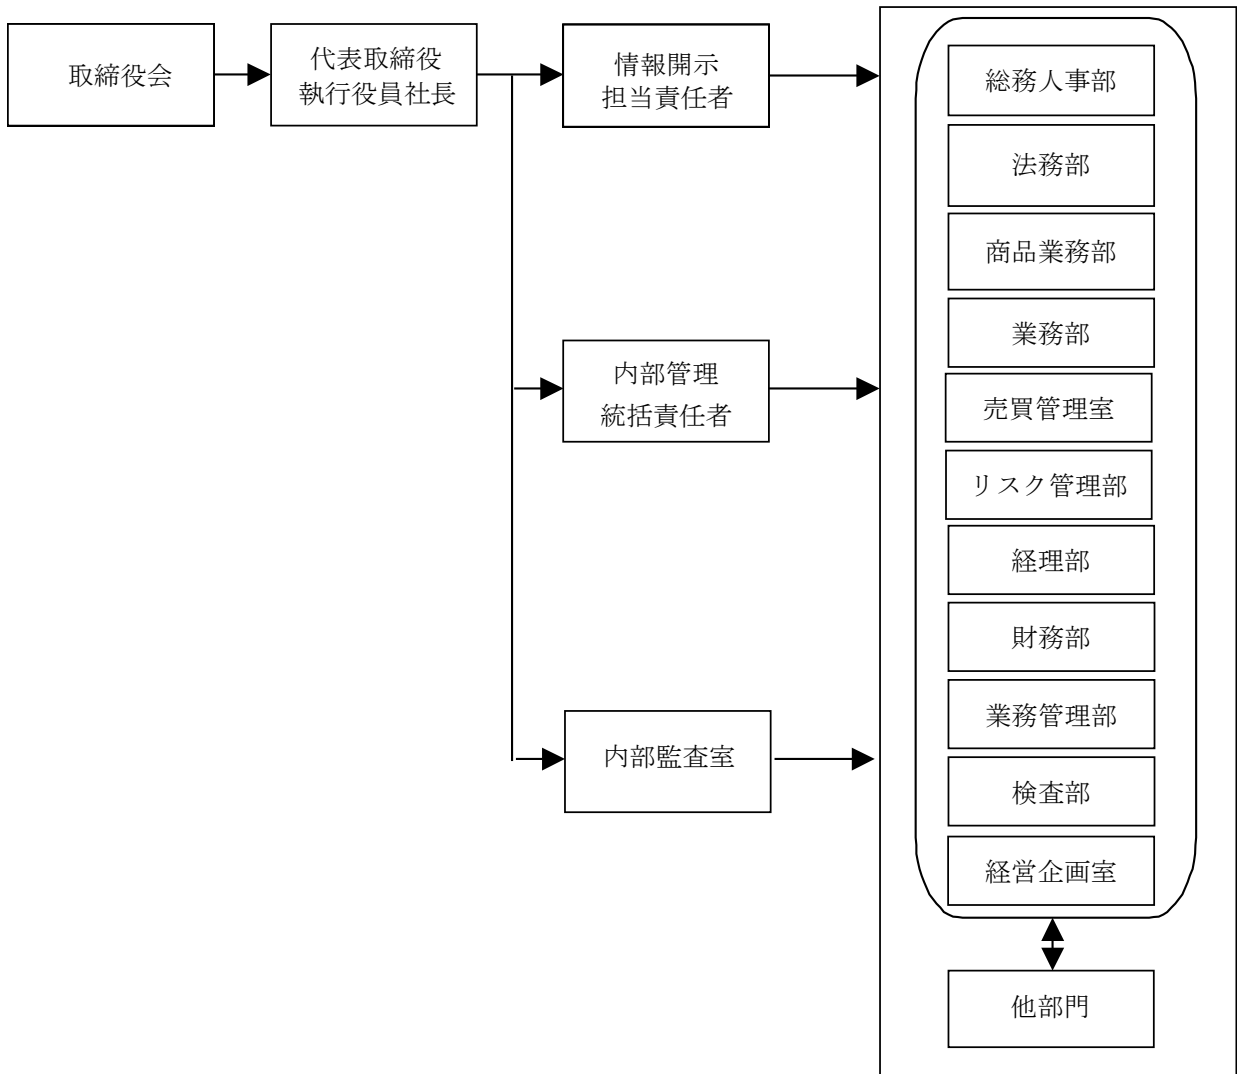 取締役会
代表取締役
執行役員社長
情報開示
担当責任者
内部管理
統括責任者
内部監査室
総務人事部
法務部
商品業務部
業務部
売買管理室
リスク管理部
経理部
財務部
業務管理部
検査部
経営企画室
他部門